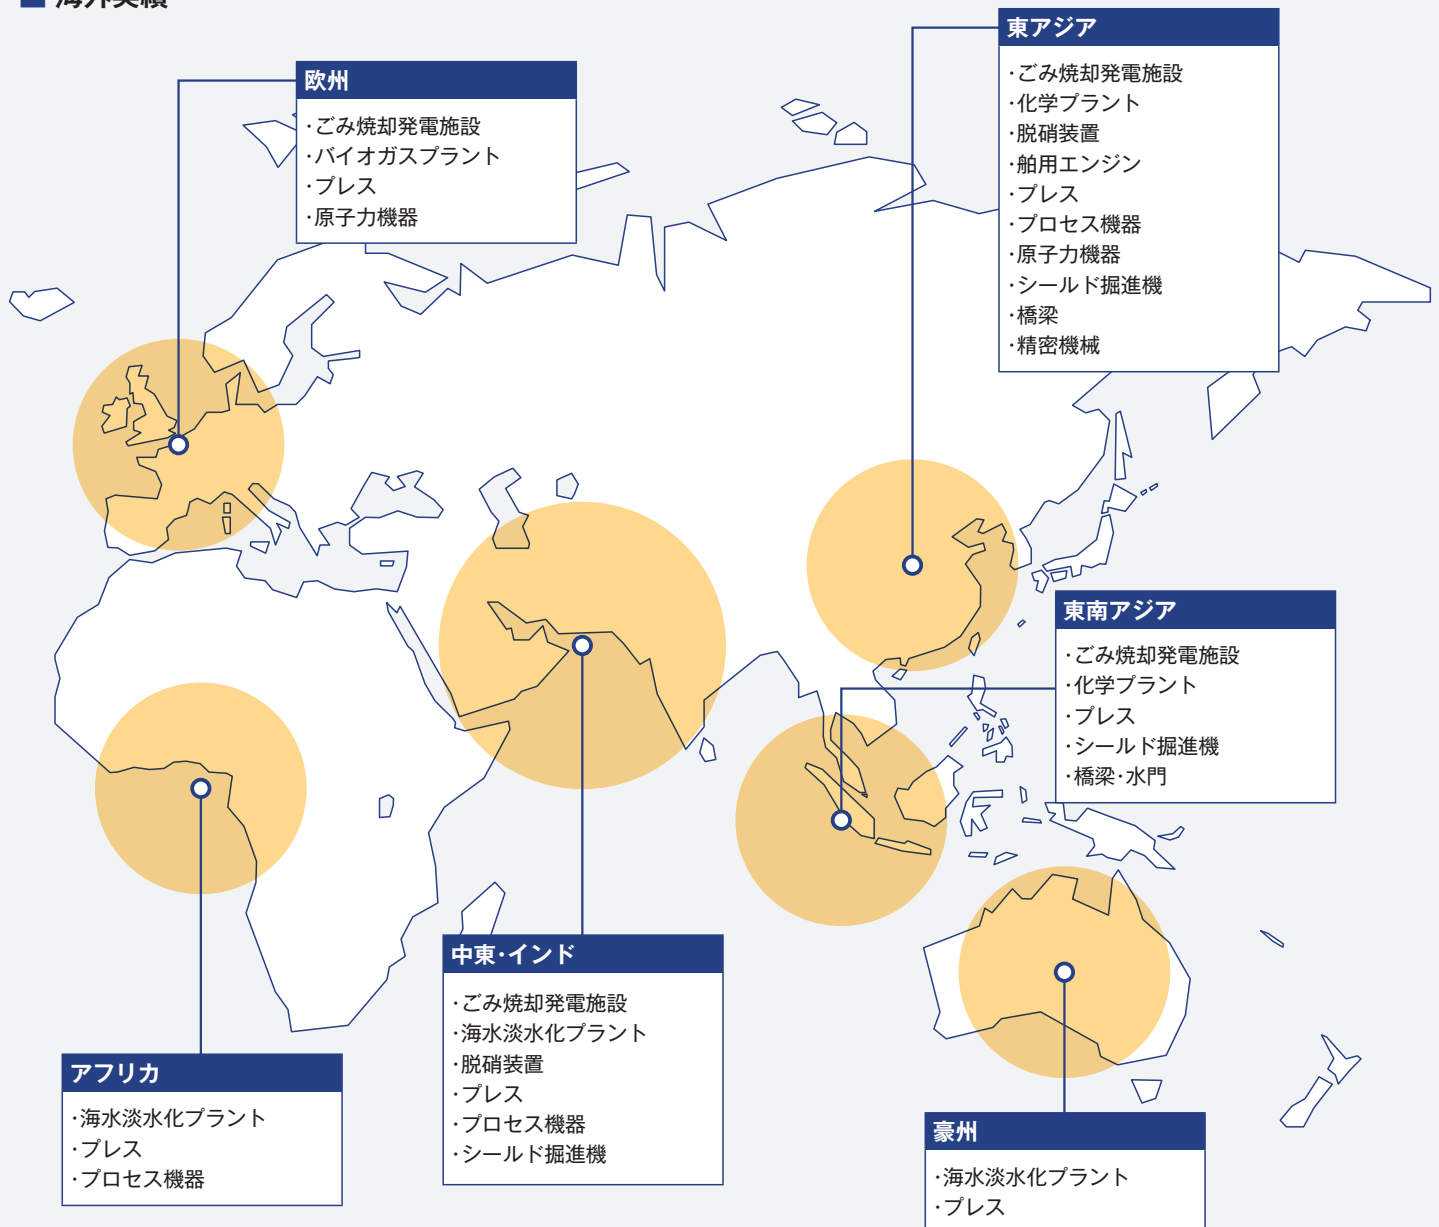 ■ 海外実績
欧州
・ごみ焼却発電施設
・バイオガスプラント
・プレス
・原子力機器
東アジア
・ごみ焼却発電施設
・化学プラント
・脱硝装置
・舶用エンジン
・プレス
・プロセス機器
・原子力機器
・シールド掘進機
・橋梁
・精密機械
東南アジア
・ごみ焼却発電施設
・化学プラント
・プレス
・シールド掘進機
・橋梁・水門
中東・インド
・ごみ焼却発電施設
・海水淡水化プラント
・脱硝装置
・プレス
・プロセス機器
・シールド掘進機
アフリカ
・海水淡水化プラント
・プレス
・プロセス機器
豪州
・海水淡水化プラント
・プレス